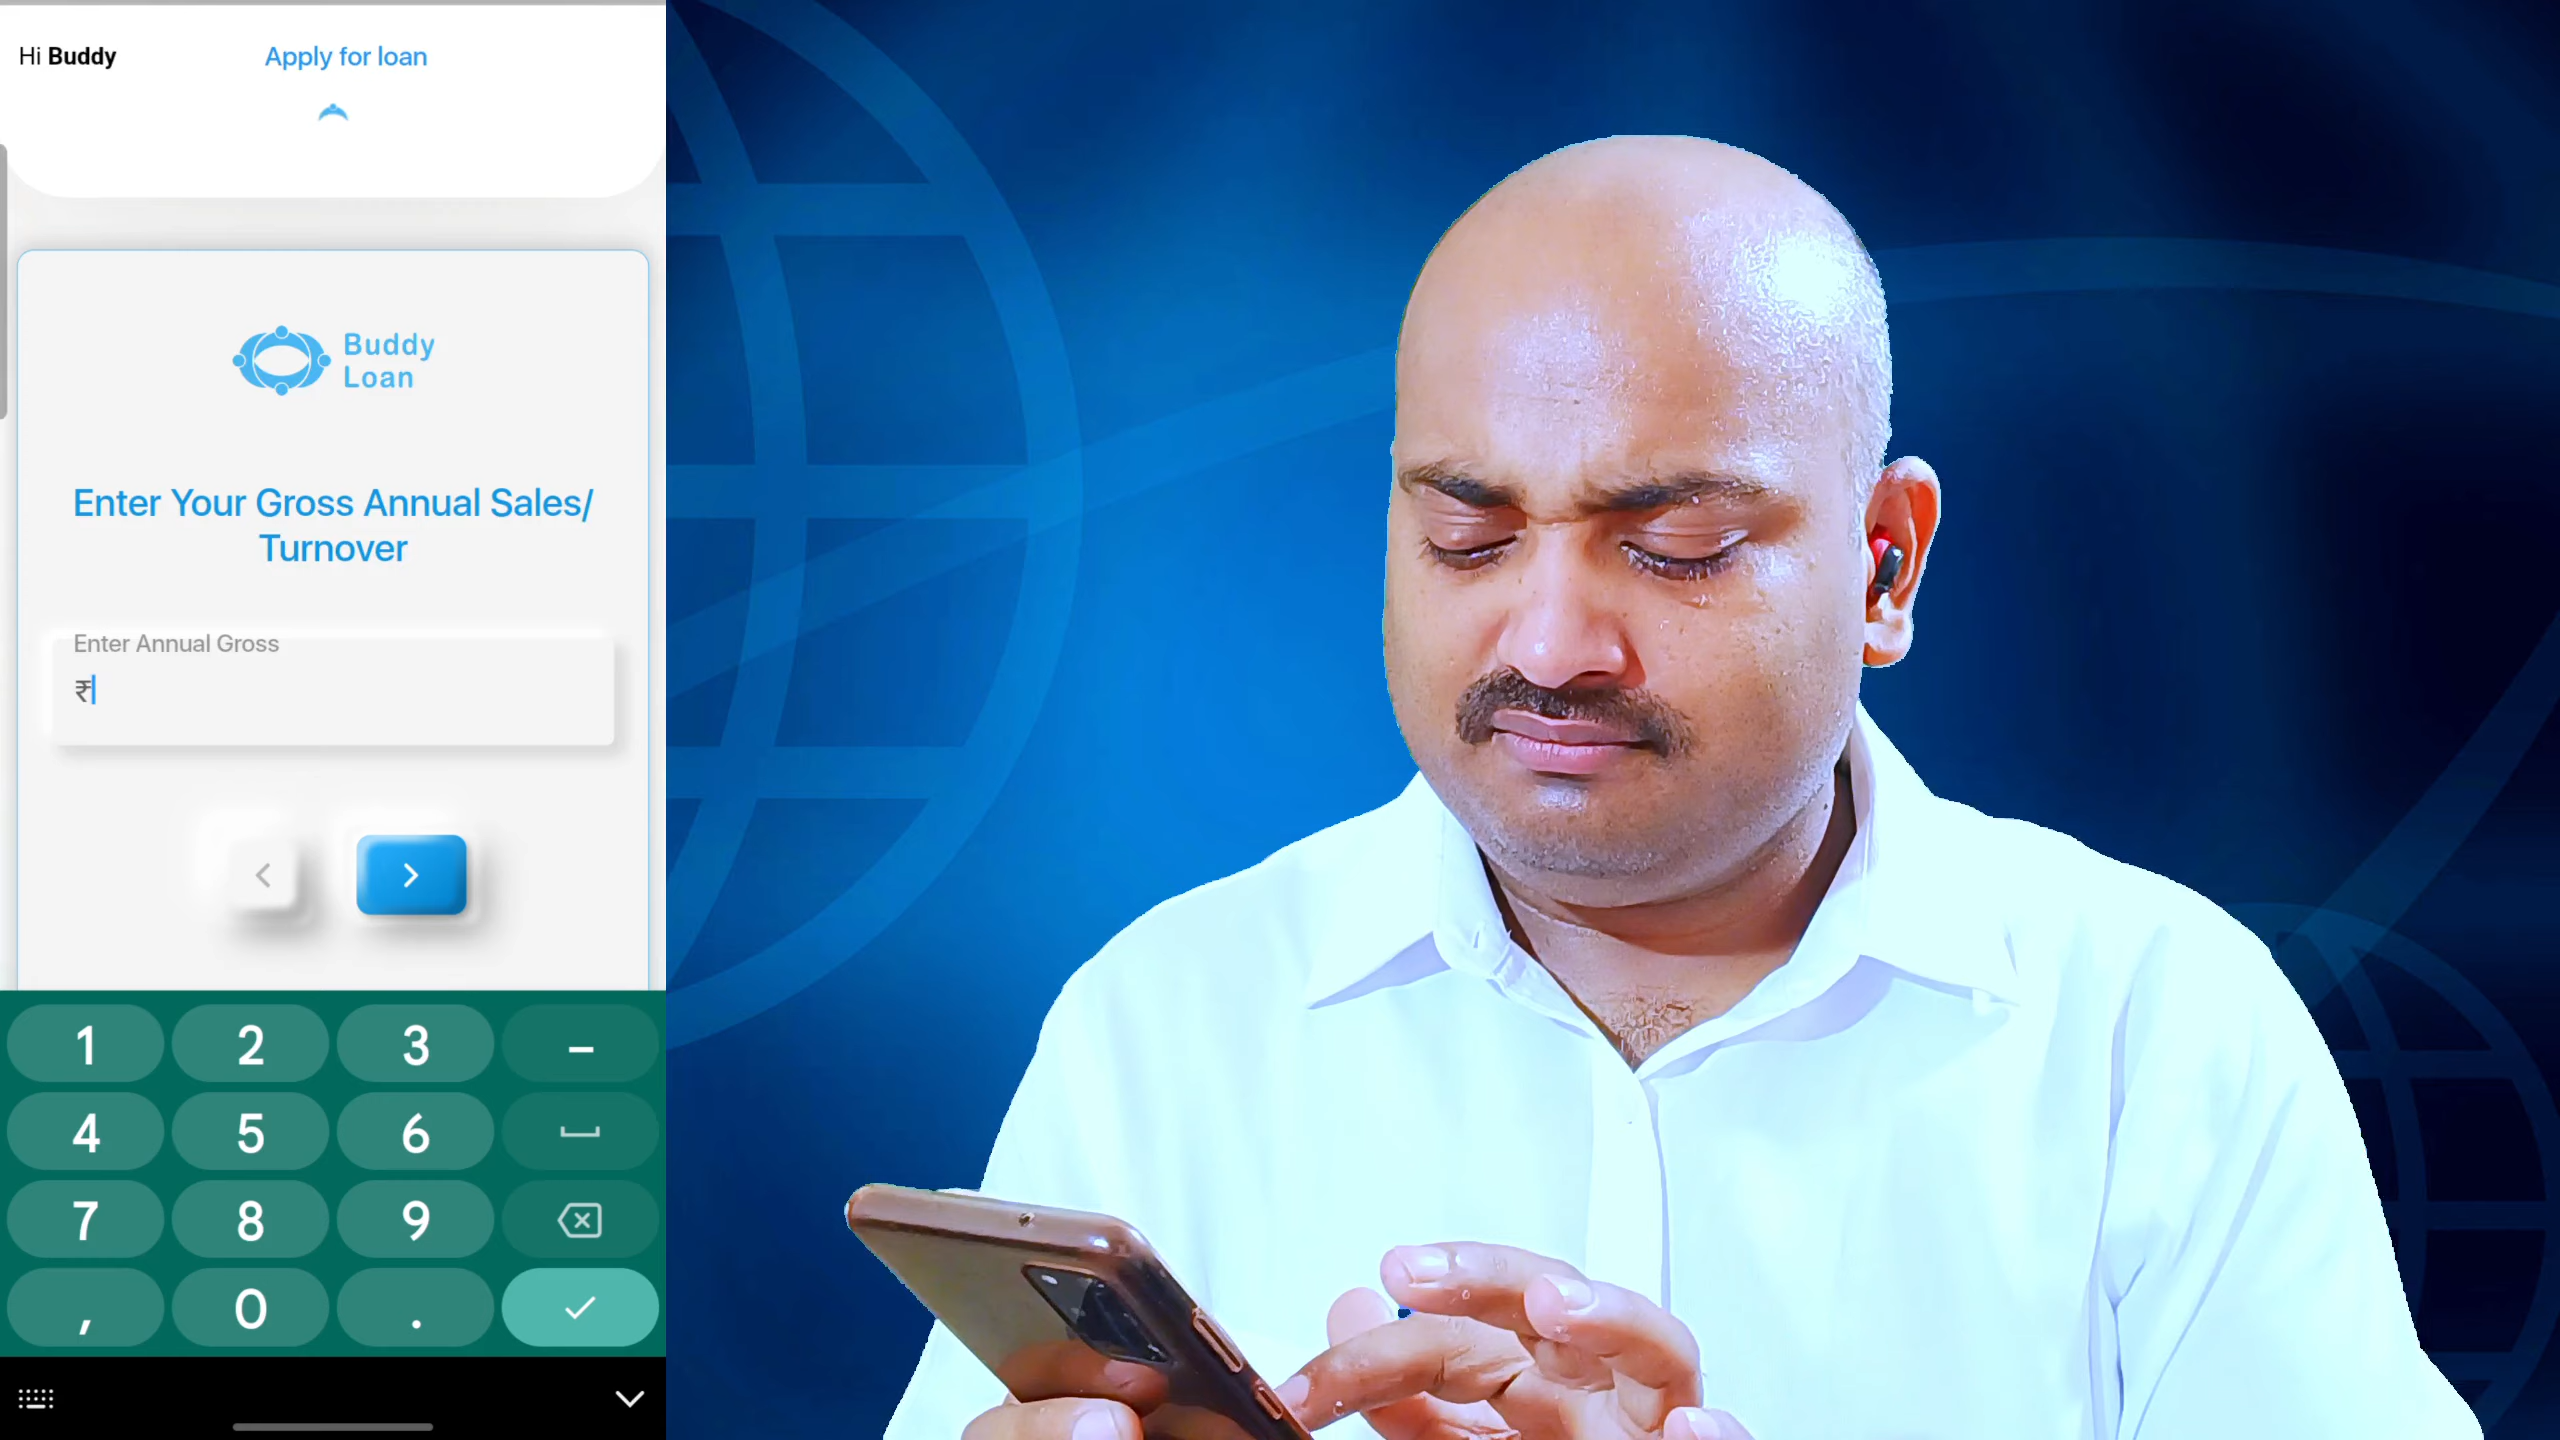 Hi Buddy
Apply for loan
Buddy
Loan
Enter Your Gross Annual Sales/
Turnover
Enter Annual Gross
₹
1 2 3 –
4 5 6
7 8 9
, 0 .